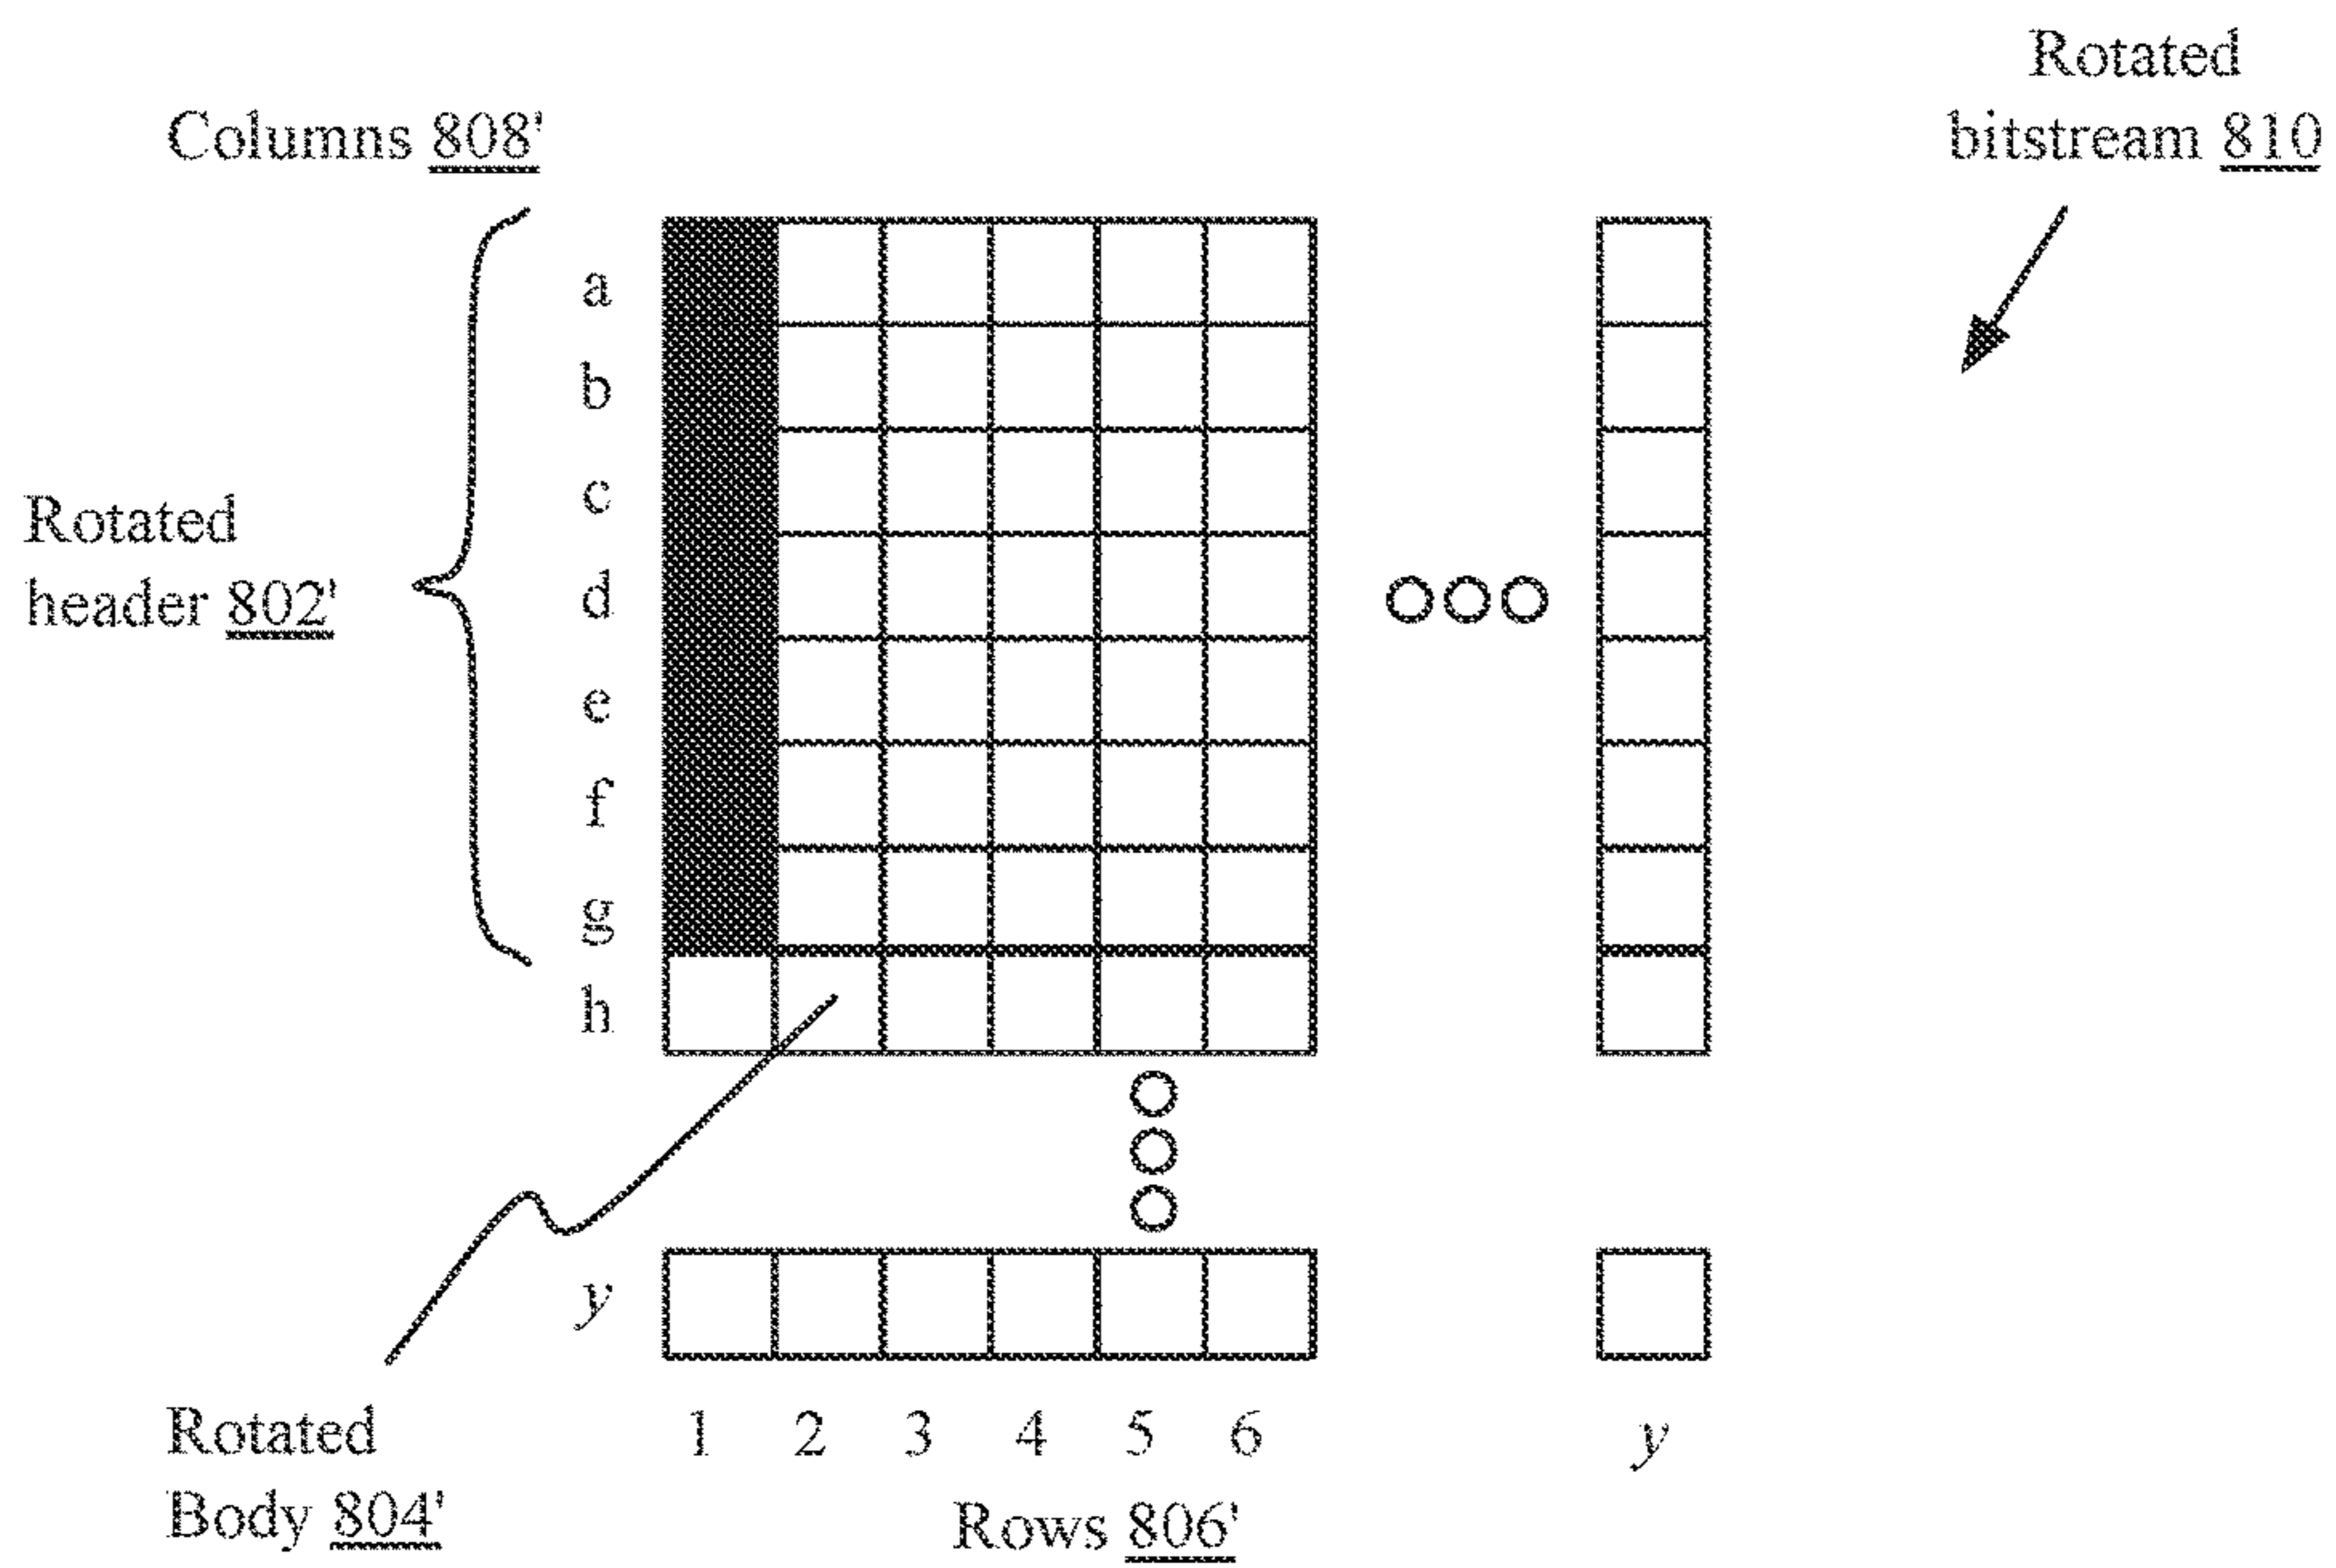 Rotated
bitstream 810
Columns 808'
a
b
c
Rotated
header 802'
d
e
f
g
h
y
1 2 3 4 5 6 y
Rotated
Body 804'
Rows 806'